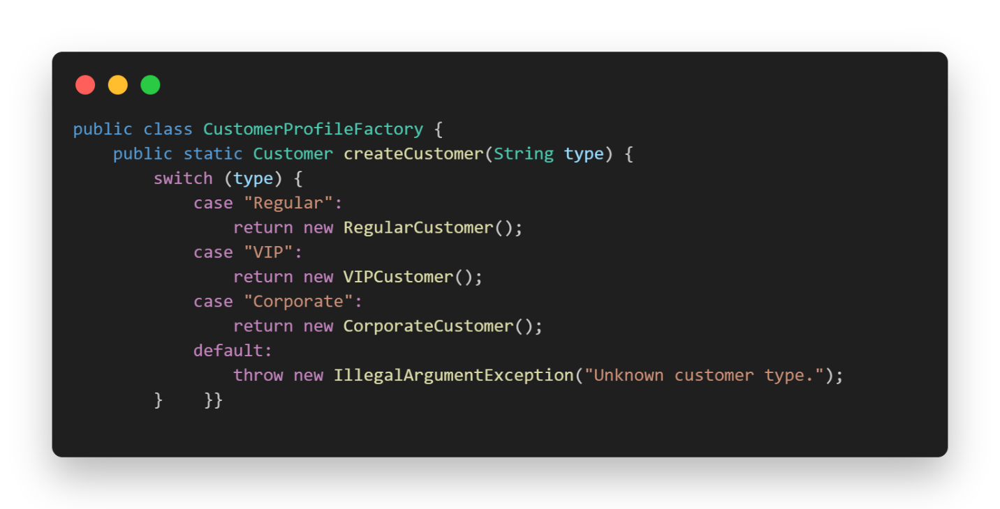 public class CustomerProfileFactory {
    public static Customer createCustomer(String type) {
        switch (type) {
            case "Regular":
                return new RegularCustomer();
            case "VIP":
                return new VIPCustomer();
            case "Corporate":
                return new CorporateCustomer();
            default:
                throw new IllegalArgumentException("Unknown customer type.");
        }    }}